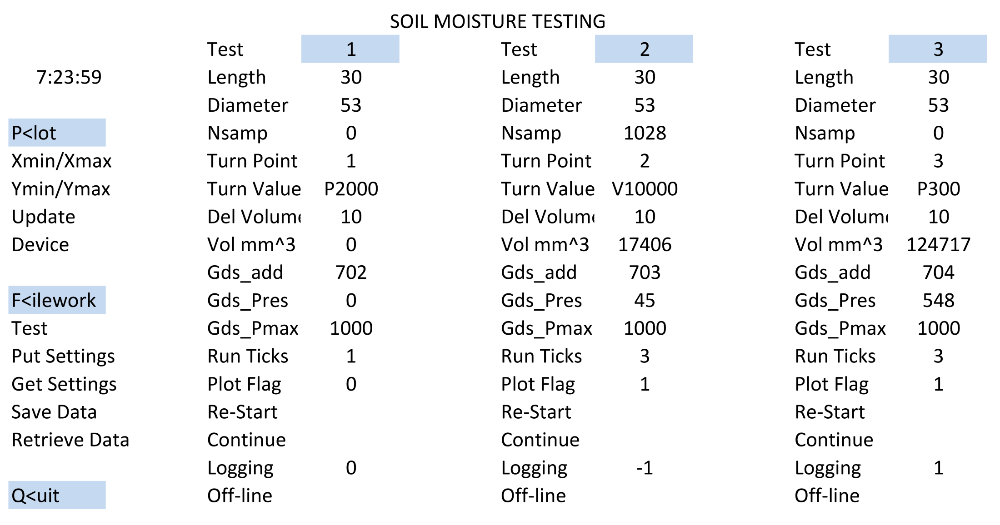 SOIL MOISTURE TESTING
Test 1 Test 2 Test 3
7:23:59 Length 30 Length 30 Length 30
Diameter 53 Diameter 53 Diameter 53
P<lot Nsamp 0 Nsamp 1028 Nsamp 0
Xmin/Xmax Turn Point 1 Turn Point 2 Turn Point 3
Ymin/Ymax Turn Value P2000 Turn Value V10000 Turn Value P300
Update Del Volume 10 Del Volume 10 Del Volume 10
Device Vol mm^3 0 Vol mm^3 17406 Vol mm^3 124717
Gds_add 702 Gds_add 703 Gds_add 704
F<ilework Gds_Pres 0 Gds_Pres 45 Gds_Pres 548
Test Gds_Pmax 1000 Gds_Pmax 1000 Gds_Pmax 1000
Put Settings Run Ticks 1 Run Ticks 3 Run Ticks 3
Get Settings Plot Flag 0 Plot Flag 1 Plot Flag 1
Save Data Re-Start Re-Start Re-Start
Retrieve Data Continue Continue Continue
Logging 0 Logging -1 Logging 1
Q<uit Off-line Off-line Off-line